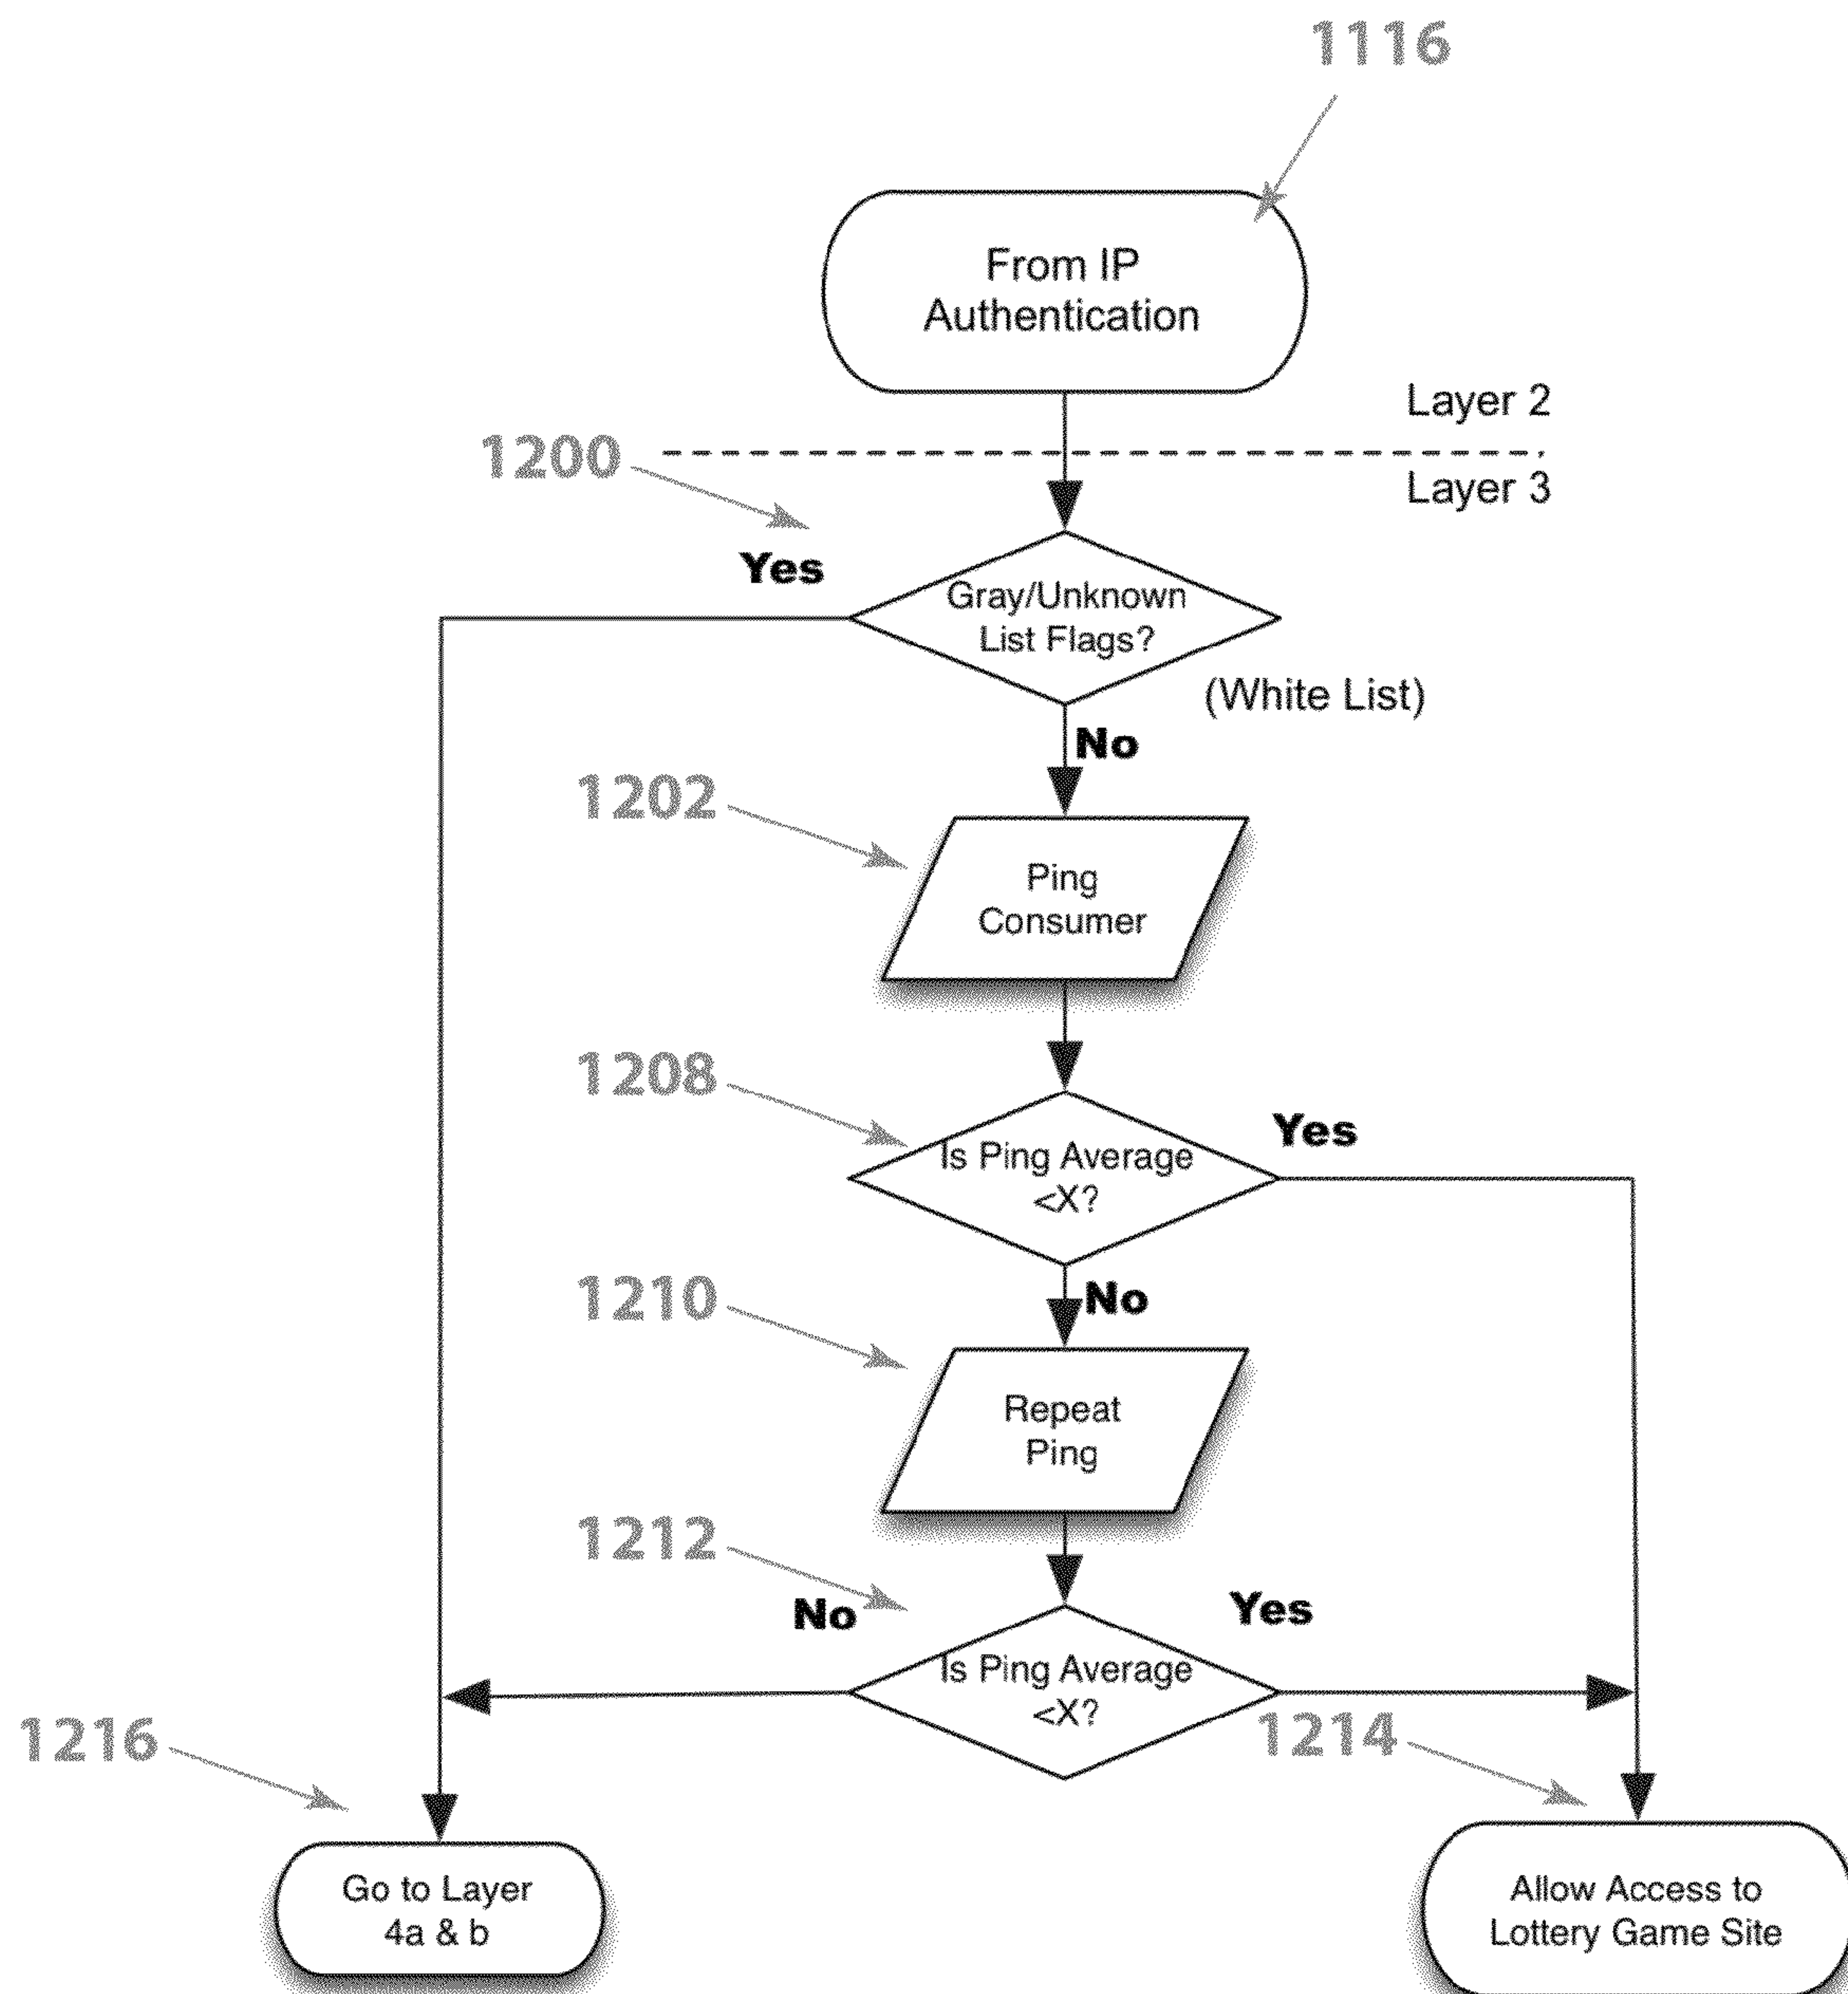 1116
From IP
Authentication
Layer 2
1200
Layer 3
Yes
Gray/Unknown
List Flags?
(White List)
No
1202
Ping
Consumer
1208
Yes
Is Ping Average
<X?
1210
No
Repeat
Ping
1212
No
Yes
Is Ping Average
<X?
1216
1214
Go to Layer
4a & b
Allow Access to
Lottery Game Site